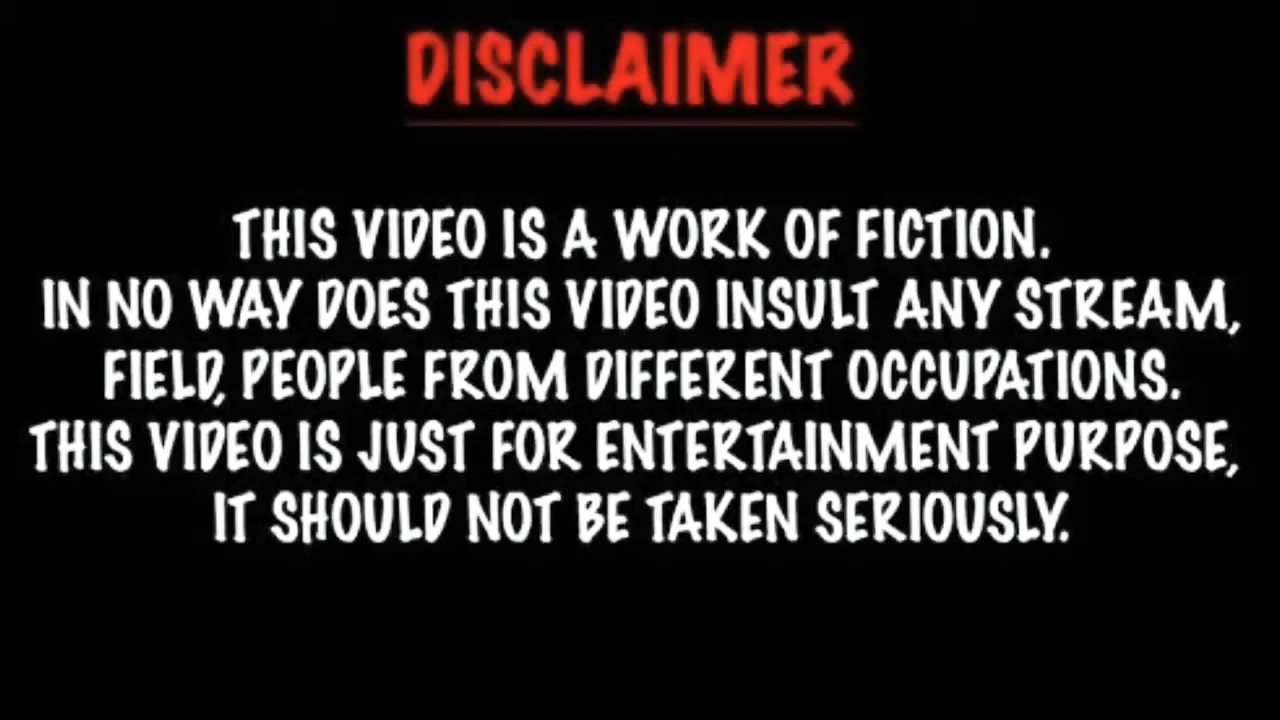 DISCLAIMER
THIS VIDEO IS A WORK OF FICTION.
IN NO WAY DOES THIS VIDEO INSULT ANY STREAM,
FIELD, PEOPLE FROM DIFFERENT OCCUPATIONS.
THIS VIDEO IS JUST FOR ENTERTAINMENT PURPOSE,
IT SHOULD NOT BE TAKEN SERIOUSLY.